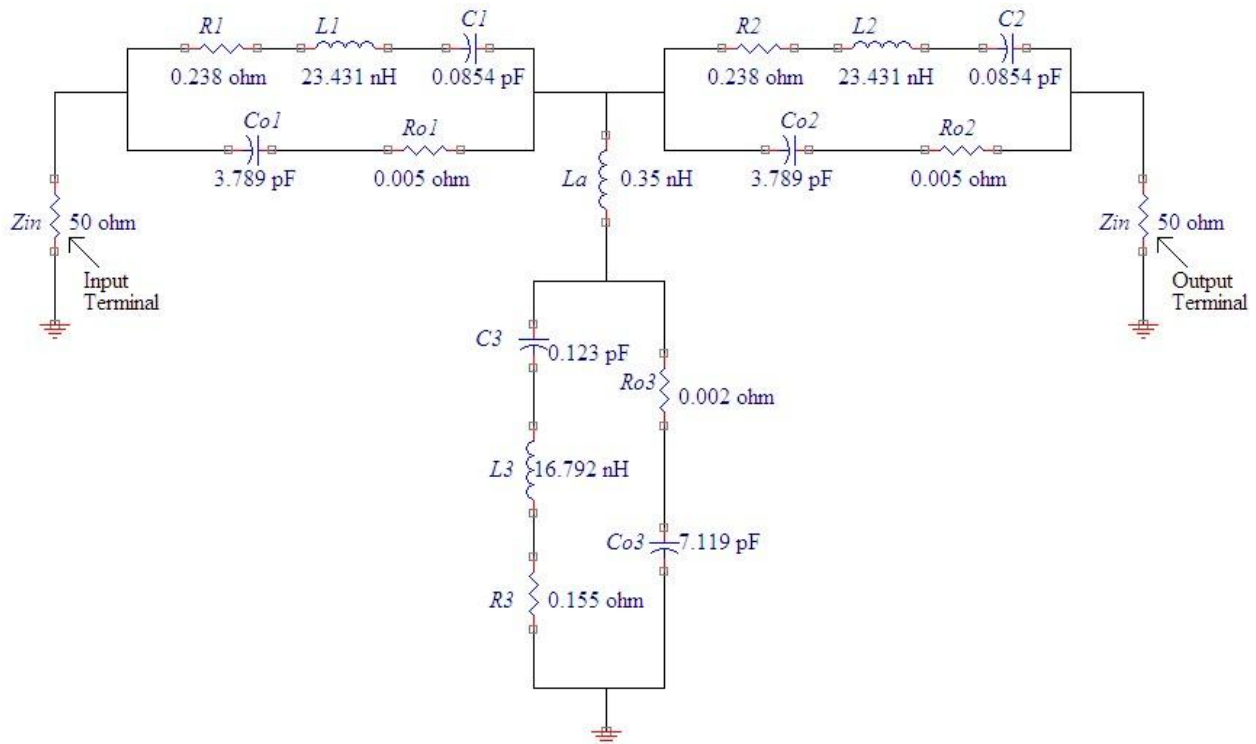 R1 L1 C1
0.238 ohm 23.431 nH 0.0854 pF
Co1 Ro1
3.789 pF 0.005 ohm
R2 L2 C2
0.238 ohm 23.431 nH 0.0854 pF
Co2 Ro2
3.789 pF 0.005 ohm
La 0.35 nH
Zin 50 ohm
Input
Terminal
Zin 50 ohm
Output
Terminal
C3 0.123 pF
Ro3 0.002 ohm
L3 16.792 nH
Co3 7.119 pF
R3 0.155 ohm